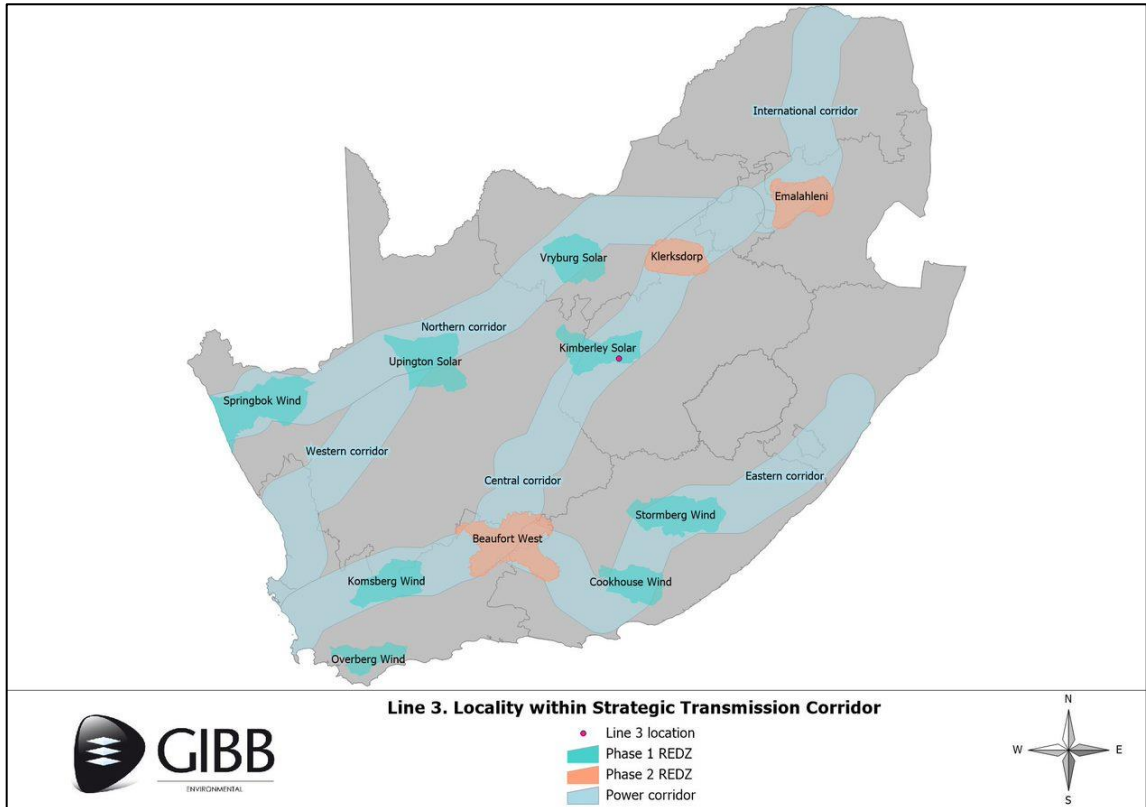 International corridor
Emalahleni
Vryburg Solar
Klerksdorp
Northern corridor
Kimberley Solar
Upington Solar
Springbok Wind
Western corridor
Central corridor
Eastern corridor
Stormberg Wind
Beaufort West
Komsberg Wind
Cookhouse Wind
Overberg Wind
Line 3. Locality within Strategic Transmission Corridor
Line 3 location
Phase 1 REDZ
Phase 2 REDZ
Power corridor
GIBB
ENVIRONMENTAL
N
W
E
S